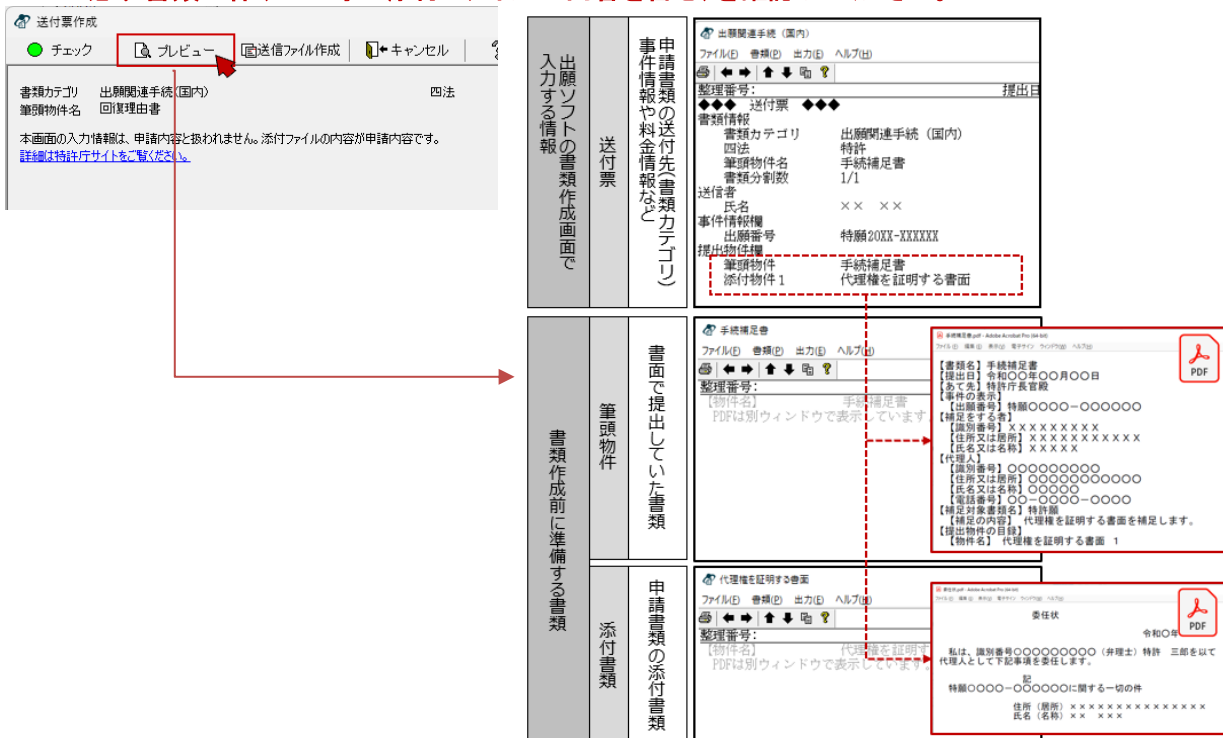 送付票作成
チェック
プレビュー
送信ファイル作成
キャンセル
書類カテゴリ 出願関連手続(国内)
四法
筆頭物件名 回復理由書
本画面の入力情報は、申請内容と扱われません。添付ファイルの内容が申請内容です。
詳細は特許庁サイトをご覧ください。
出願ソフトの書類作成画面で
入力する情報
送付票
申請書類の送付先(書類カテゴリ)
事件情報や料金情報など
出願関連手続(国内)
ファイル(F) 書類(P) 出力(E) ヘルプ(H)
整理番号:
提出日
◆◆◆ 送付票 ◆◆◆
書類情報
書類カテゴリ 出願関連手続(国内)
四法 特許
筆頭物件名 手続補足書
書類分割数 1/1
送信者
氏名 ×× ××
事件情報欄
出願番号 特願20XX-XXXXXX
提出物件欄
筆頭物件 手続補足書
添付物件1 代理権を証明する書面
書類作成前に準備する書類
筆頭物件
書面で提出していた書類
手続補足書
ファイル(F) 書類(P) 出力(E) ヘルプ(H)
整理番号:
【物件名】 手続補足書
PDFは別ウィンドウで表示しています。
手続補足書.pdf - Adobe Acrobat Pro (64-bit)
PDF
【書類名】手続補足書
【提出日】令和〇〇年〇〇月〇〇日
【あて先】特許庁長官殿
【事件の表示】
【出願番号】特願〇〇〇〇-〇〇〇〇〇〇
【補足をする者】
【識別番号】×××××××××
【住所又は居所】×××××××××××
【氏名又は名称】×××××
【代理人】
【識別番号】〇〇〇〇〇〇〇〇〇
【住所又は居所】〇〇〇〇〇〇〇〇〇〇〇
【氏名又は名称】〇〇〇〇〇
【電話番号】〇〇-〇〇〇〇-〇〇〇〇
【補足対象書類名】特許願
【補足の内容】 代理権を証明する書面を補足します。
【提出物件の目録】
【物件名】 代理権を証明する書面 1
添付書類
申請書類の添付書類
代理権を証明する書面
ファイル(F) 書類(P) 出力(E) ヘルプ(H)
整理番号:
【物件名】 代理権を証明す
PDFは別ウィンドウで表示しています。
委任状.pdf - Adobe Acrobat Pro (64-bit)
PDF
委任状
令和〇年
私は、識別番号〇〇〇〇〇〇〇〇〇(弁理士)特許 三郎を以て
代理人として下記事項を委任します。
記
特願〇〇〇〇-〇〇〇〇〇〇に関する一切の件
住所(居所)×××××××××××××××
氏名(名称)×× ×××